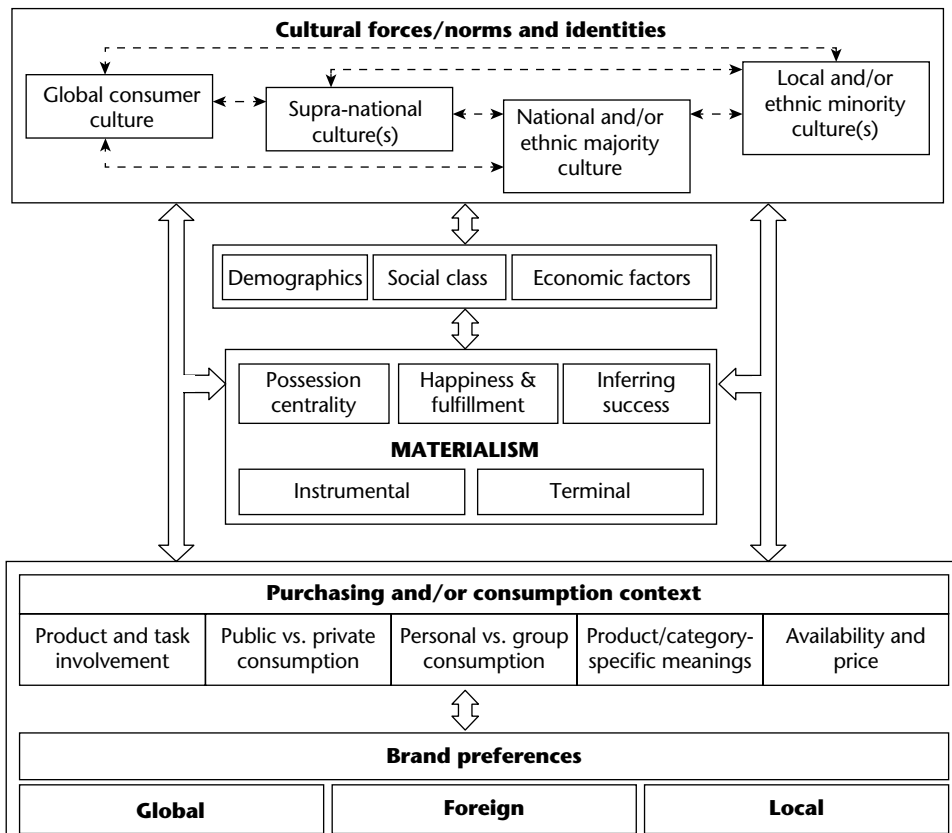 Cultural forces/norms and identities
Global consumer
culture
Supra-national
culture(s)
National and/or
ethnic majority
culture
Local and/or
ethnic minority
culture(s)
Demographics
Social class
Economic factors
Possession
centrality
Happiness &
fulfillment
Inferring
success
MATERIALISM
Instrumental
Terminal
Purchasing and/or consumption context
Product and task
involvement
Public vs. private
consumption
Personal vs. group
consumption
Product/category-
specific meanings
Availability and
price
Brand preferences
Global
Foreign
Local